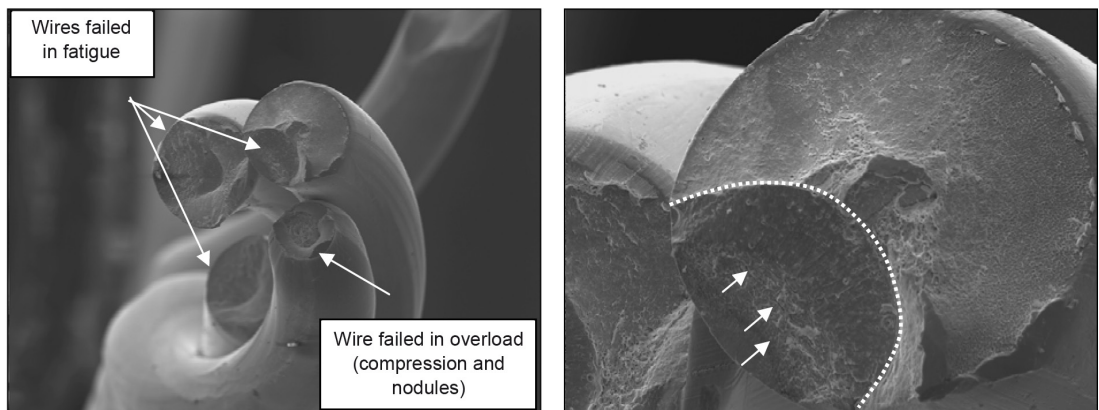 Wires failed
in fatigue
Wire failed in overload
(compression and
nodules)